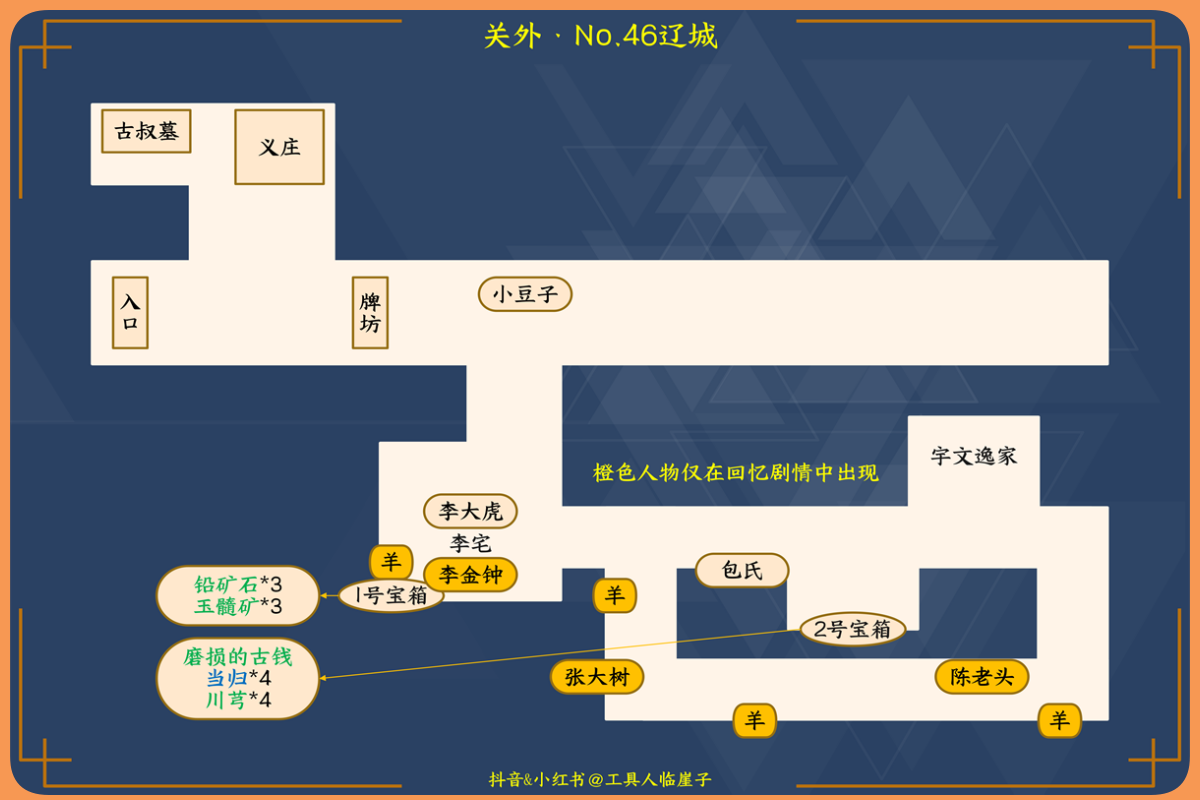 关外·No.46辽城
古叔墓
义庄
入口
牌坊
小豆子
宇文逸家
橙色人物仅在回忆剧情中出现
李大虎
李宅
羊
李金钟
包氏
铅矿石*3
玉髓矿*3
1号宝箱
羊
2号宝箱
磨损的古钱
当归*4
川芎*4
张大树
陈老头
羊
羊
抖音&小红书@工具人临崖子